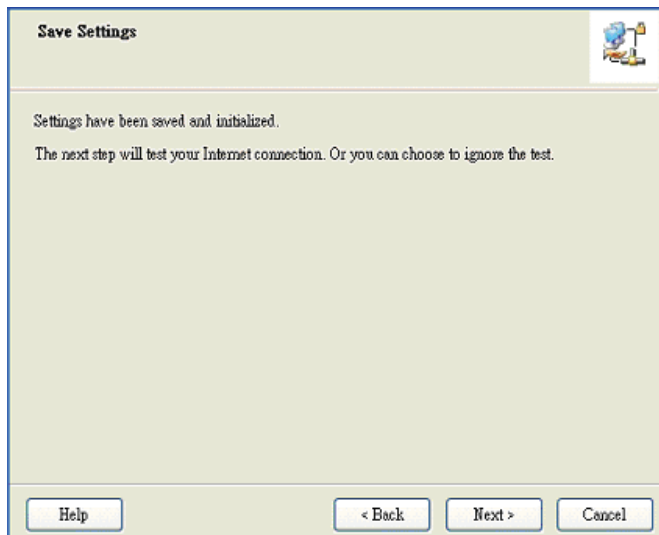 Save Settings
Settings have been saved and initialized.
The next step will test your Internet connection. Or you can choose to ignore the test.
Help
< Back
Next >
Cancel